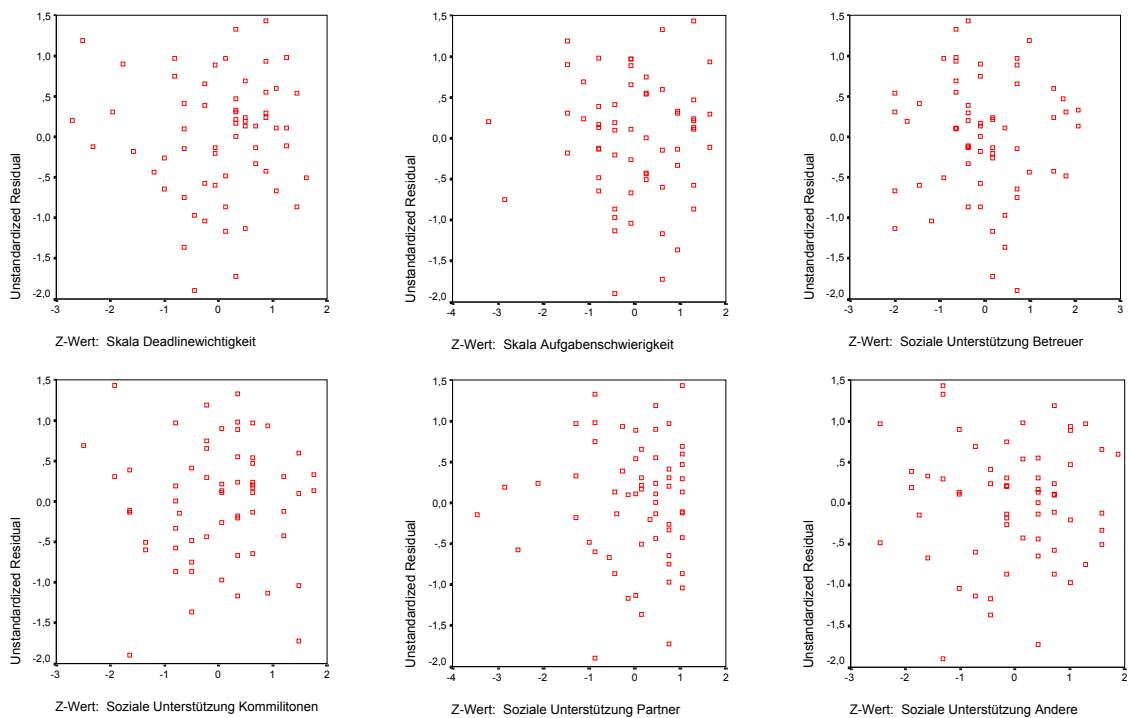 Unstandardized Residual
1,5
1,0
,5
0,0
-,5
-1,0
-1,5
-2,0
-3 -2 -1 0 1 2
Z-Wert: Skala Deadlinewichtigkeit
Unstandardized Residual
1,5
1,0
,5
0,0
-,5
-1,0
-1,5
-2,0
-4 -3 -2 -1 0 1 2
Z-Wert: Skala Aufgabenschwierigkeit
Unstandardized Residual
1,5
1,0
,5
0,0
-,5
-1,0
-1,5
-2,0
-3 -2 -1 0 1 2 3
Z-Wert: Soziale Unterstützung Betreuer
Unstandardized Residual
1,5
1,0
,5
0,0
-,5
-1,0
-1,5
-2,0
-3 -2 -1 0 1 2
Z-Wert: Soziale Unterstützung Kommilitonen
Unstandardized Residual
1,5
1,0
,5
0,0
-,5
-1,0
-1,5
-2,0
-4 -3 -2 -1 0 1 2
Z-Wert: Soziale Unterstützung Partner
Unstandardized Residual
1,5
1,0
,5
0,0
-,5
-1,0
-1,5
-2,0
-3 -2 -1 0 1 2
Z-Wert: Soziale Unterstützung Andere